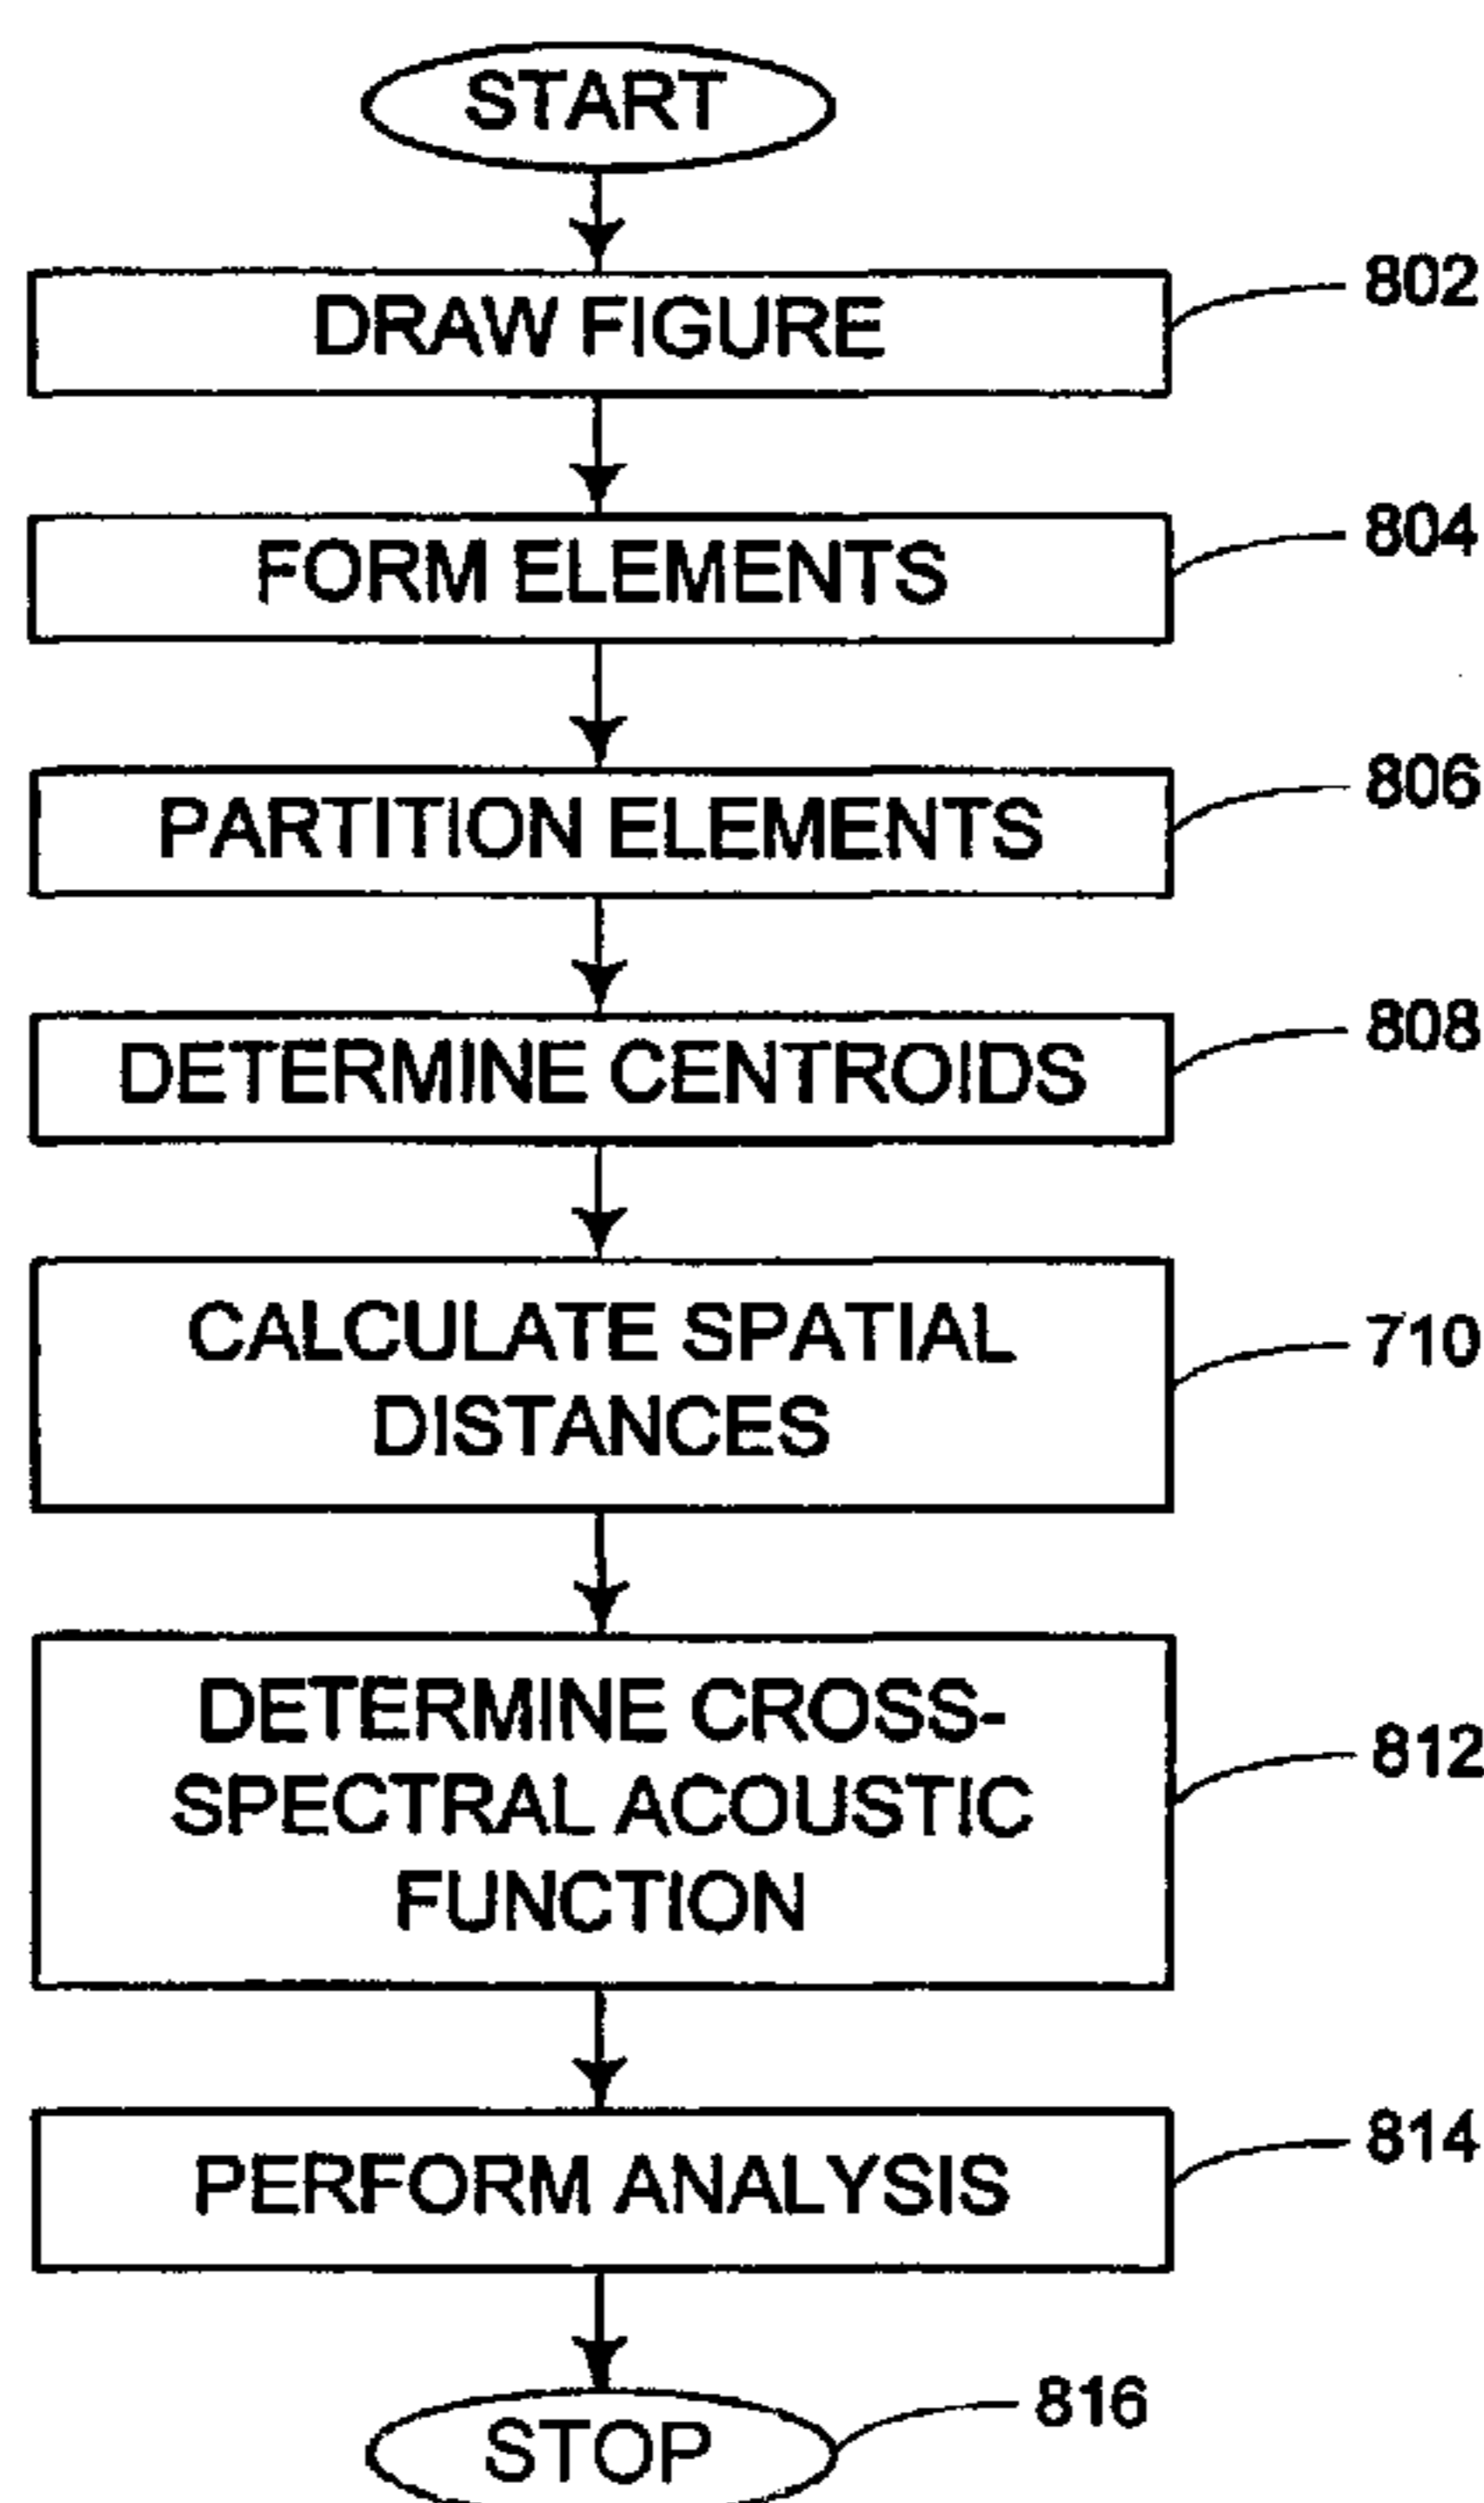 START
802
DRAW FIGURE
804
FORM ELEMENTS
806
PARTITION ELEMENTS
808
DETERMINE CENTROIDS
710
CALCULATE SPATIAL
DISTANCES
812
DETERMINE CROSS-
SPECTRAL ACOUSTIC
FUNCTION
814
PERFORM ANALYSIS
816
STOP